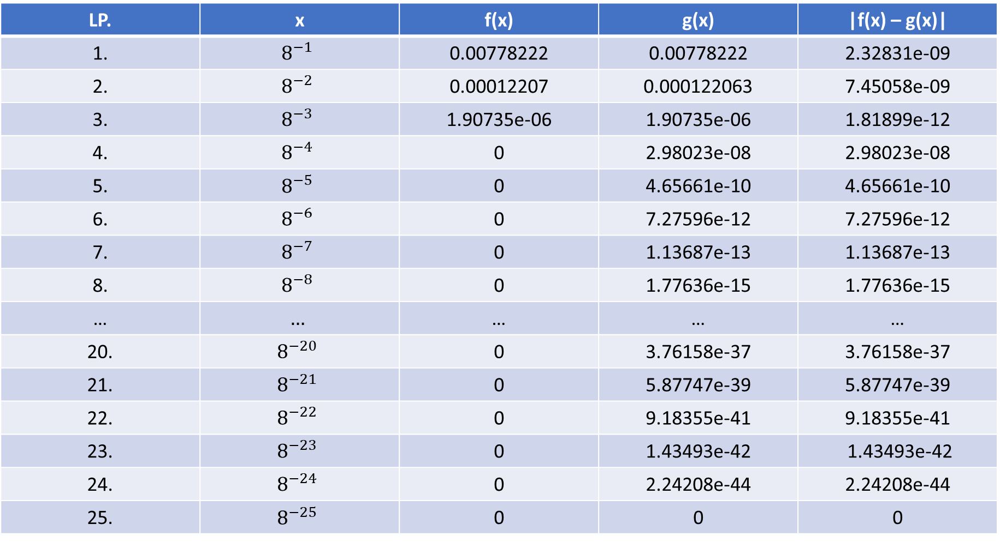 LP. x f(x) g(x) |f(x) – g(x)|
1. 8⁻¹ 0.00778222 0.00778222 2.32831e-09
2. 8⁻² 0.00012207 0.000122063 7.45058e-09
3. 8⁻³ 1.90735e-06 1.90735e-06 1.81899e-12
4. 8⁻⁴ 0 2.98023e-08 2.98023e-08
5. 8⁻⁵ 0 4.65661e-10 4.65661e-10
6. 8⁻⁶ 0 7.27596e-12 7.27596e-12
7. 8⁻⁷ 0 1.13687e-13 1.13687e-13
8. 8⁻⁸ 0 1.77636e-15 1.77636e-15
... ... ... ... ...
20. 8⁻²⁰ 0 3.76158e-37 3.76158e-37
21. 8⁻²¹ 0 5.87747e-39 5.87747e-39
22. 8⁻²² 0 9.18355e-41 9.18355e-41
23. 8⁻²³ 0 1.43493e-42 1.43493e-42
24. 8⁻²⁴ 0 2.24208e-44 2.24208e-44
25. 8⁻²⁵ 0 0 0